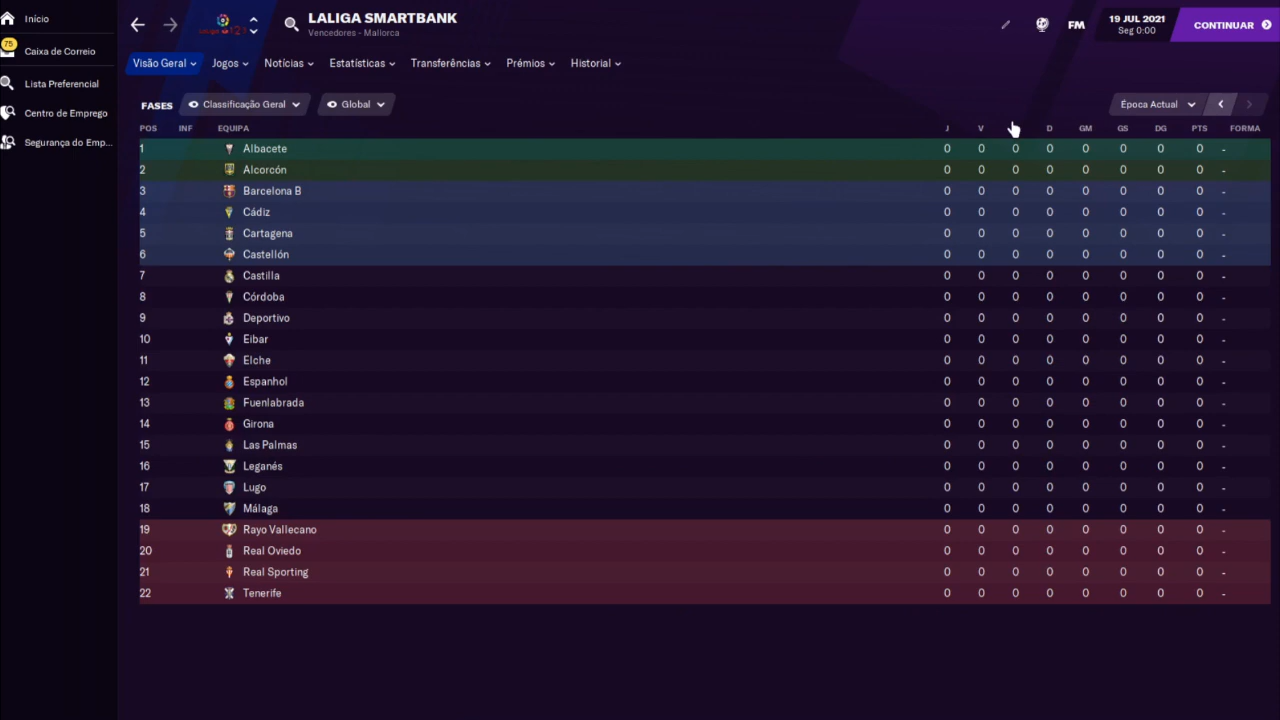 Início
75
Caixa de Correio
Lista Preferencial
Centro de Emprego
Segurança do Emp...
LALIGA SMARTBANK
Vencedores - Mallorca
FM
19 JUL 2021
Seg 0:00
CONTINUAR
Visão Geral
Jogos
Notícias
Estatísticas
Transferências
Prémios
Historial
FASES
Classificação Geral
Global
Época Actual
POS INF EQUIPA J V D GM GS DG PTS FORMA
1 Albacete 0 0 0 0 0 0 0 0 -
2 Alcorcón 0 0 0 0 0 0 0 0 -
3 Barcelona B 0 0 0 0 0 0 0 0 -
4 Cádiz 0 0 0 0 0 0 0 0 -
5 Cartagena 0 0 0 0 0 0 0 0 -
6 Castellón 0 0 0 0 0 0 0 0 -
7 Castilla 0 0 0 0 0 0 0 0 -
8 Córdoba 0 0 0 0 0 0 0 0 -
9 Deportivo 0 0 0 0 0 0 0 0 -
10 Eibar 0 0 0 0 0 0 0 0 -
11 Elche 0 0 0 0 0 0 0 0 -
12 Espanhol 0 0 0 0 0 0 0 0 -
13 Fuenlabrada 0 0 0 0 0 0 0 0 -
14 Girona 0 0 0 0 0 0 0 0 -
15 Las Palmas 0 0 0 0 0 0 0 0 -
16 Leganés 0 0 0 0 0 0 0 0 -
17 Lugo 0 0 0 0 0 0 0 0 -
18 Málaga 0 0 0 0 0 0 0 0 -
19 Rayo Vallecano 0 0 0 0 0 0 0 0 -
20 Real Oviedo 0 0 0 0 0 0 0 0 -
21 Real Sporting 0 0 0 0 0 0 0 0 -
22 Tenerife 0 0 0 0 0 0 0 0 -